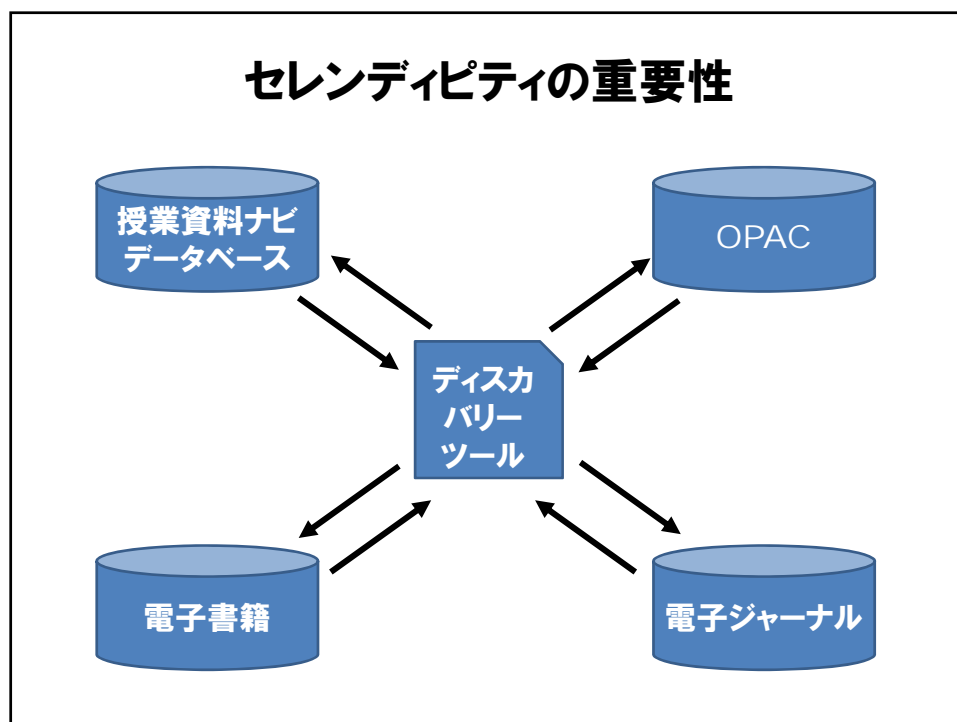 セレンディピティの重要性
授業資料ナビ
データベース
OPAC
ディスカ
バリー
ツール
電子書籍
電子ジャーナル